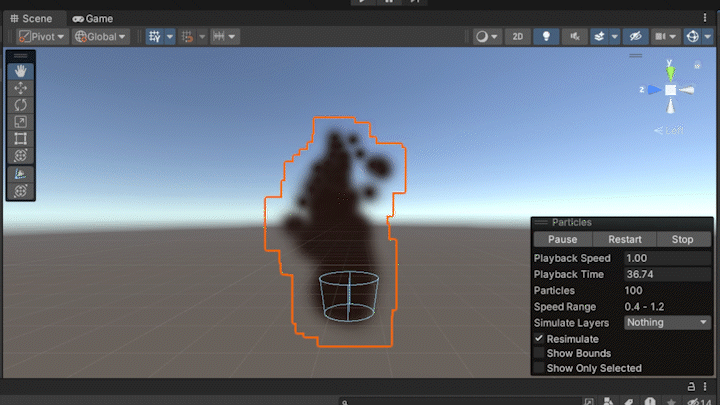 Scene Game
Pivot Global 2D
y
z
Left
Particles
Pause Restart Stop
Playback Speed 1.00
Playback Time 36.74
Particles 100
Speed Range 0.4 - 1.2
Simulate Layers Nothing
Resimulate
Show Bounds
Show Only Selected
14